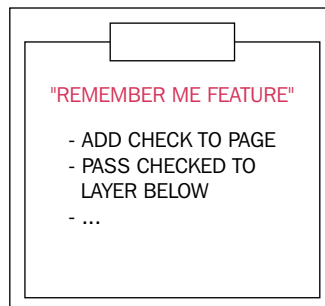 "REMEMBER ME FEATURE"
- ADD CHECK TO PAGE
- PASS CHECKED TO
LAYER BELOW
- ...